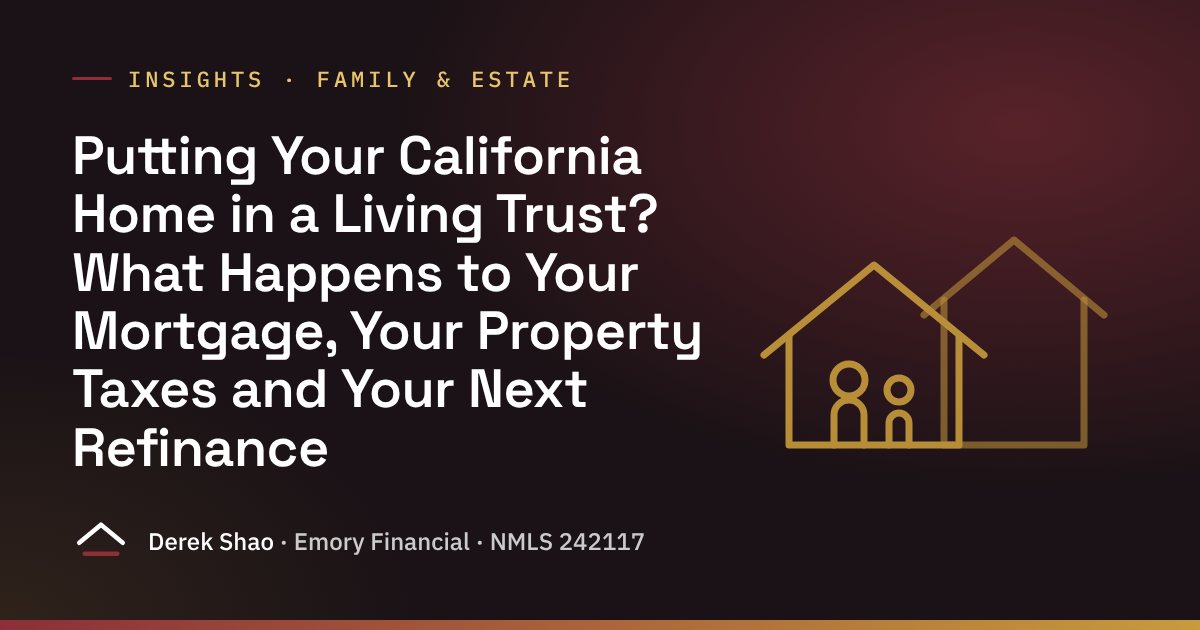 INSIGHTS · FAMILY & ESTATE
Putting Your California
Home in a Living Trust?
What Happens to Your
Mortgage, Your Property
Taxes and Your Next
Refinance
Derek Shao · Emory Financial · NMLS 242117